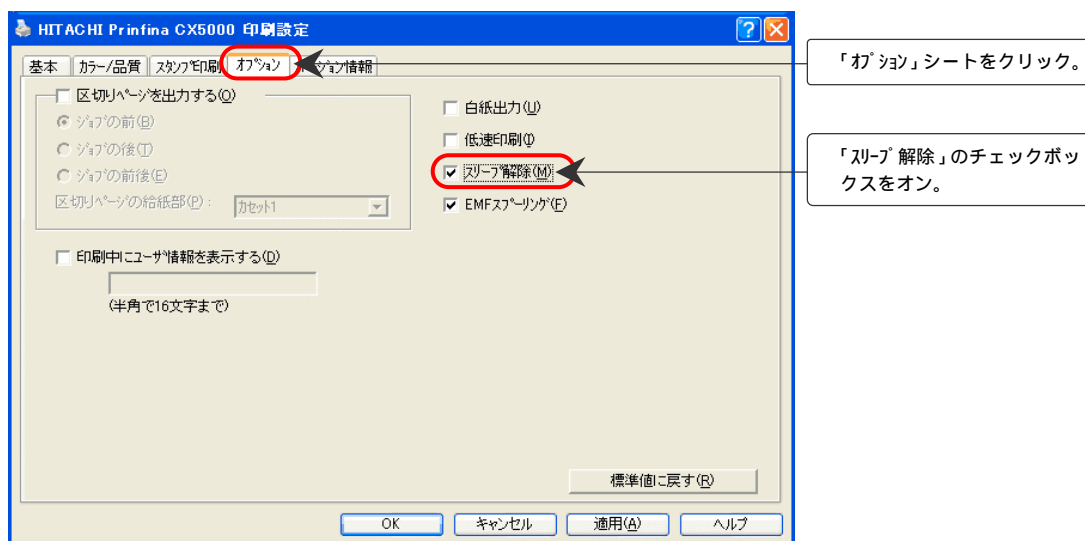 HITACHI Prinfina CX5000 印刷設定
基本 カラー/品質 スタンプ印刷 オプション バージョン情報
「オプション」シートをクリック。
区切りページを出力する(O)
ジョブの前(B)
ジョブの後(T)
ジョブの前後(E)
区切りページの給紙部(P): カセット1
白紙出力(U)
低速印刷(I)
スリープ解除(M)
EMFスプーリング(F)
「スリープ解除」のチェックボッ
クスをオン。
印刷中にユーザ情報を表示する(D)
(半角で16文字まで)
標準値に戻す(R)
OK キャンセル 適用(A) ヘルプ